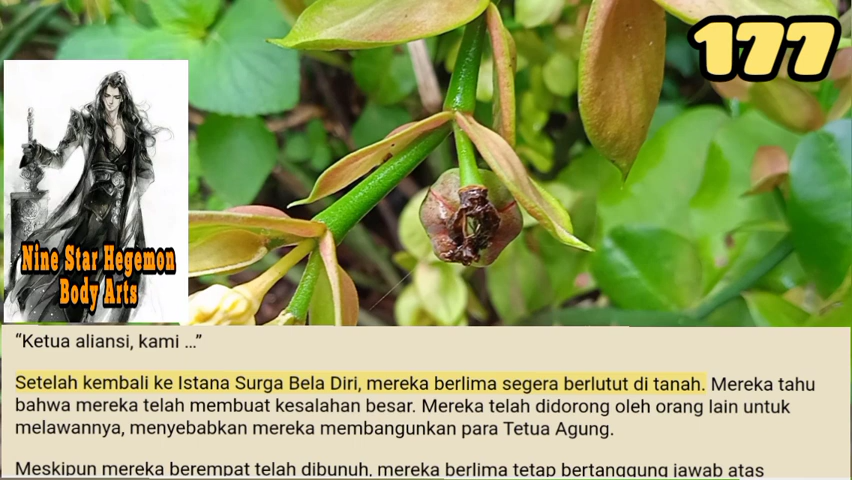 177
Nine Star Hegemon
Body Arts
“Ketua aliansi, kami ...”
Setelah kembali ke Istana Surga Bela Diri, mereka berlima segera berlutut di tanah. Mereka tahu
bahwa mereka telah membuat kesalahan besar. Mereka telah didorong oleh orang lain untuk
melawannya, menyebabkan mereka membangunkan para Tetua Agung.
Meskipun mereka berempat telah dibunuh, mereka berlima tetap bertanggung jawab atas